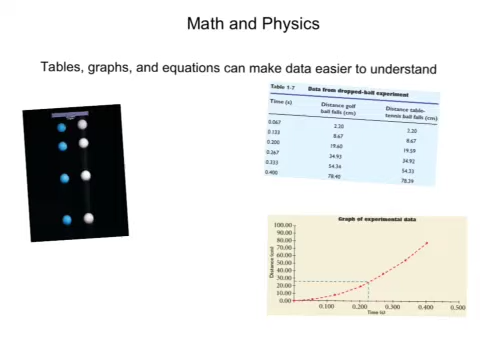 Math and Physics
Tables, graphs, and equations can make data easier to understand
Table 1-7 Data from dropped-ball experiment
Time (s) Distance golf ball falls (cm) Distance table-tennis ball falls (cm)
0.067 2.20 2.20
0.133 8.67 8.67
0.200 19.60 19.59
0.267 34.93 34.92
0.333 54.34 54.33
0.400 78.40 78.39
Graph of experimental data
100.00
90.00
80.00
70.00
60.00
50.00
40.00
30.00
20.00
10.00
0.00
Distance (cm)
0.100 0.200 0.300 0.400 0.500
Time (s)